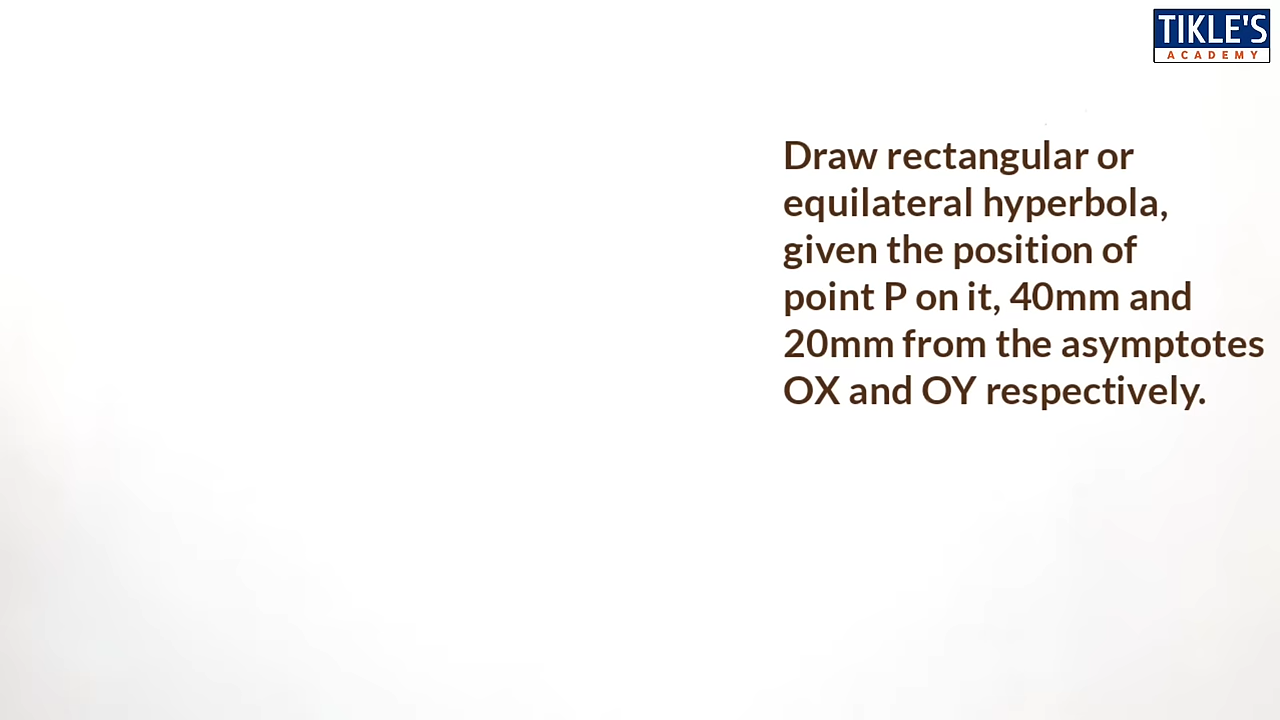 TIKLE'S
ACADEMY
Draw rectangular or
equilateral hyperbola,
given the position of
point P on it, 40mm and
20mm from the asymptotes
OX and OY respectively.